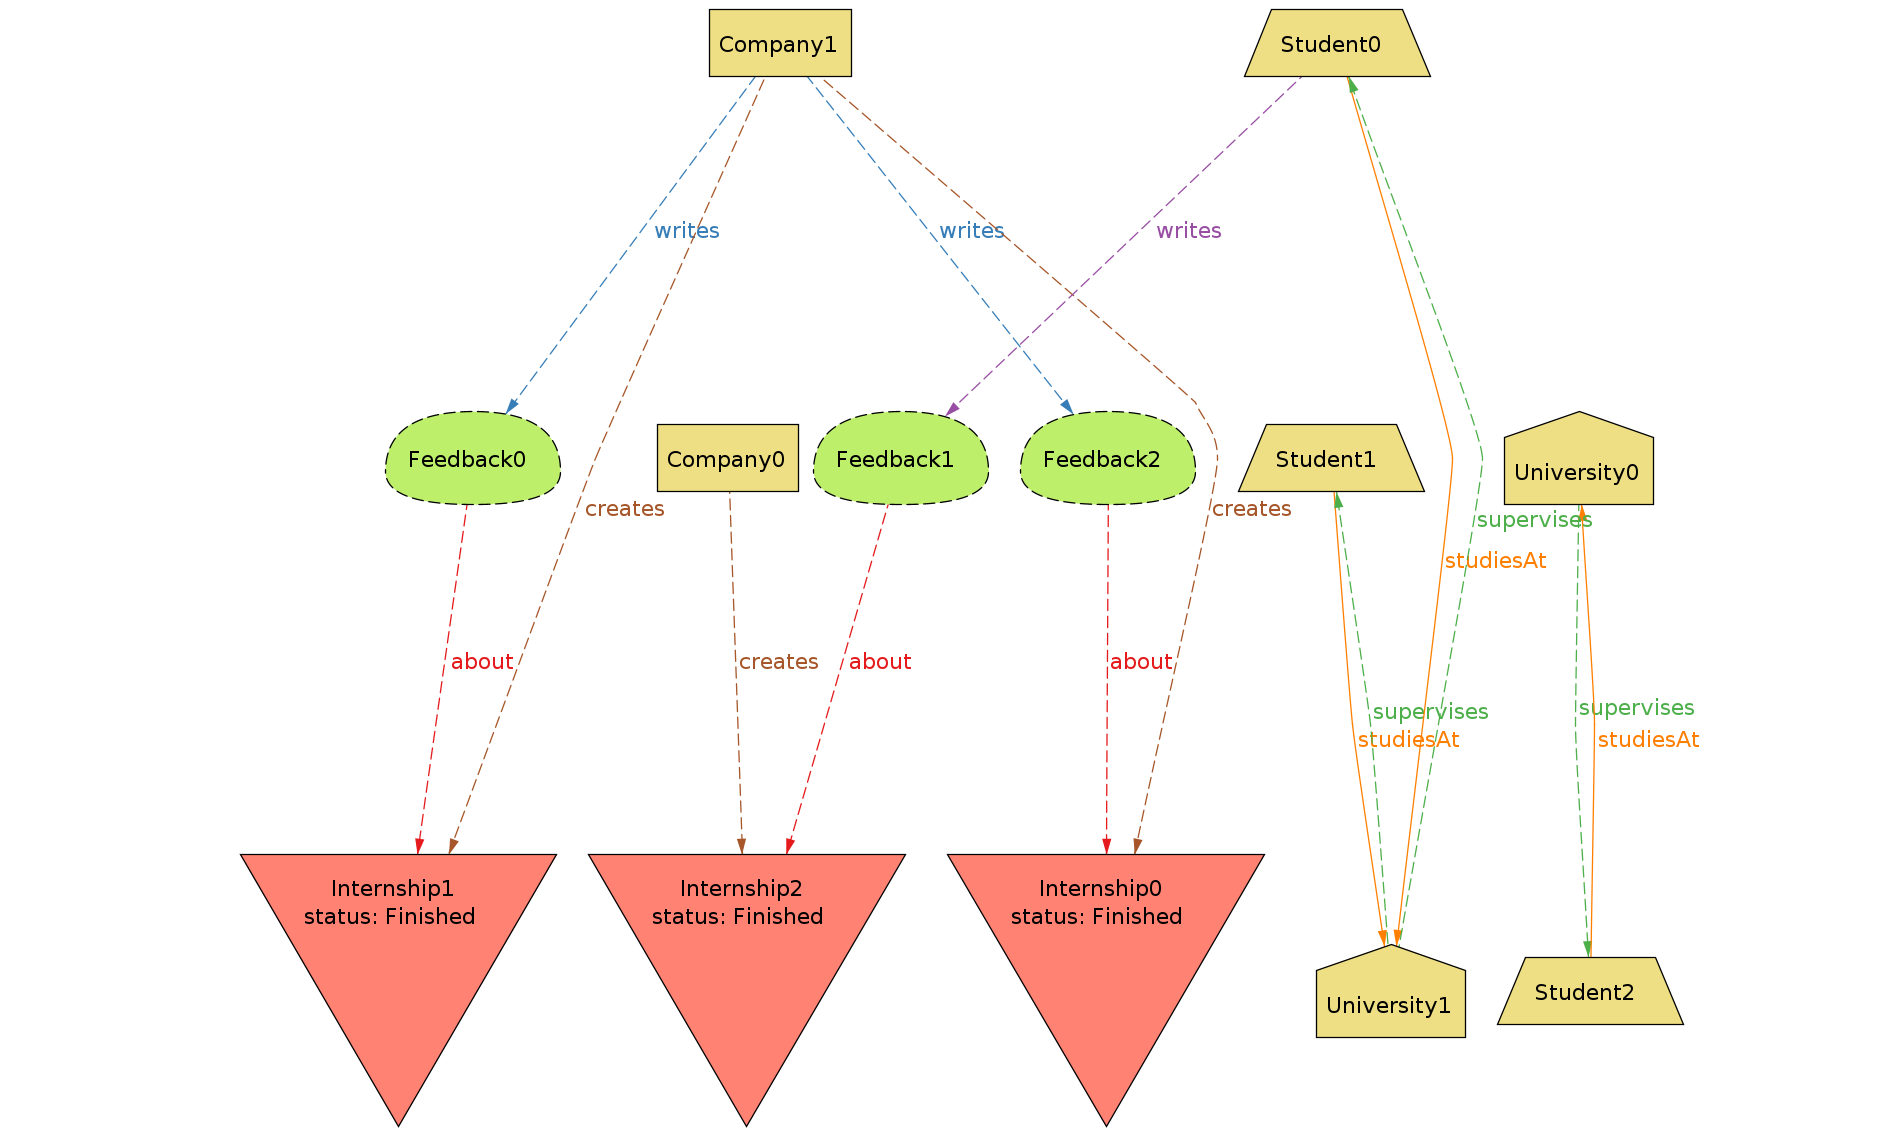 Company1
Student0
writes
writes
writes
Feedback0
Company0
Feedback1
Feedback2
Student1
University0
creates
creates
supervises
studiesAt
about
creates
about
about
supervises
supervises
studiesAt
studiesAt
Internship1
status: Finished
Internship2
status: Finished
Internship0
status: Finished
University1
Student2